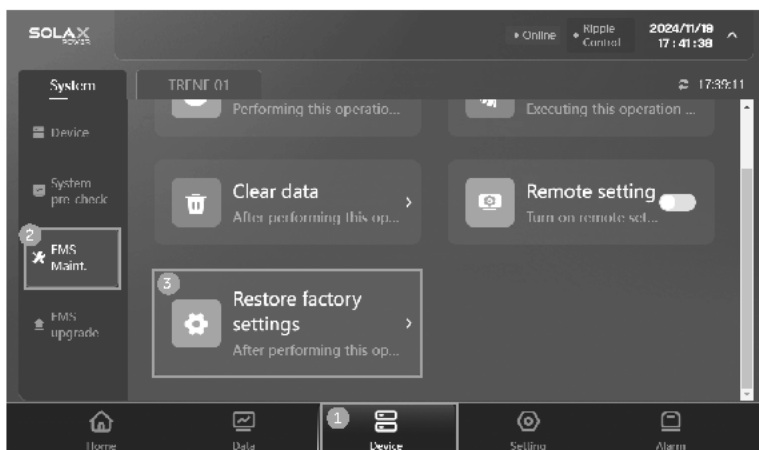 SOLAX
POWER
Online
Ripple
Control
2024/11/19
17:41:38
System
TRENE 01
17:39:11
Performing this operatio...
Executing this operation ...
Device
System
pre-check
Clear data
After performing this op...
Remote setting
Turn on remote set...
2
EMS
Maint.
3
Restore factory
settings
After performing this op...
EMS
upgrade
1
Home
Data
Device
Setting
Alarm